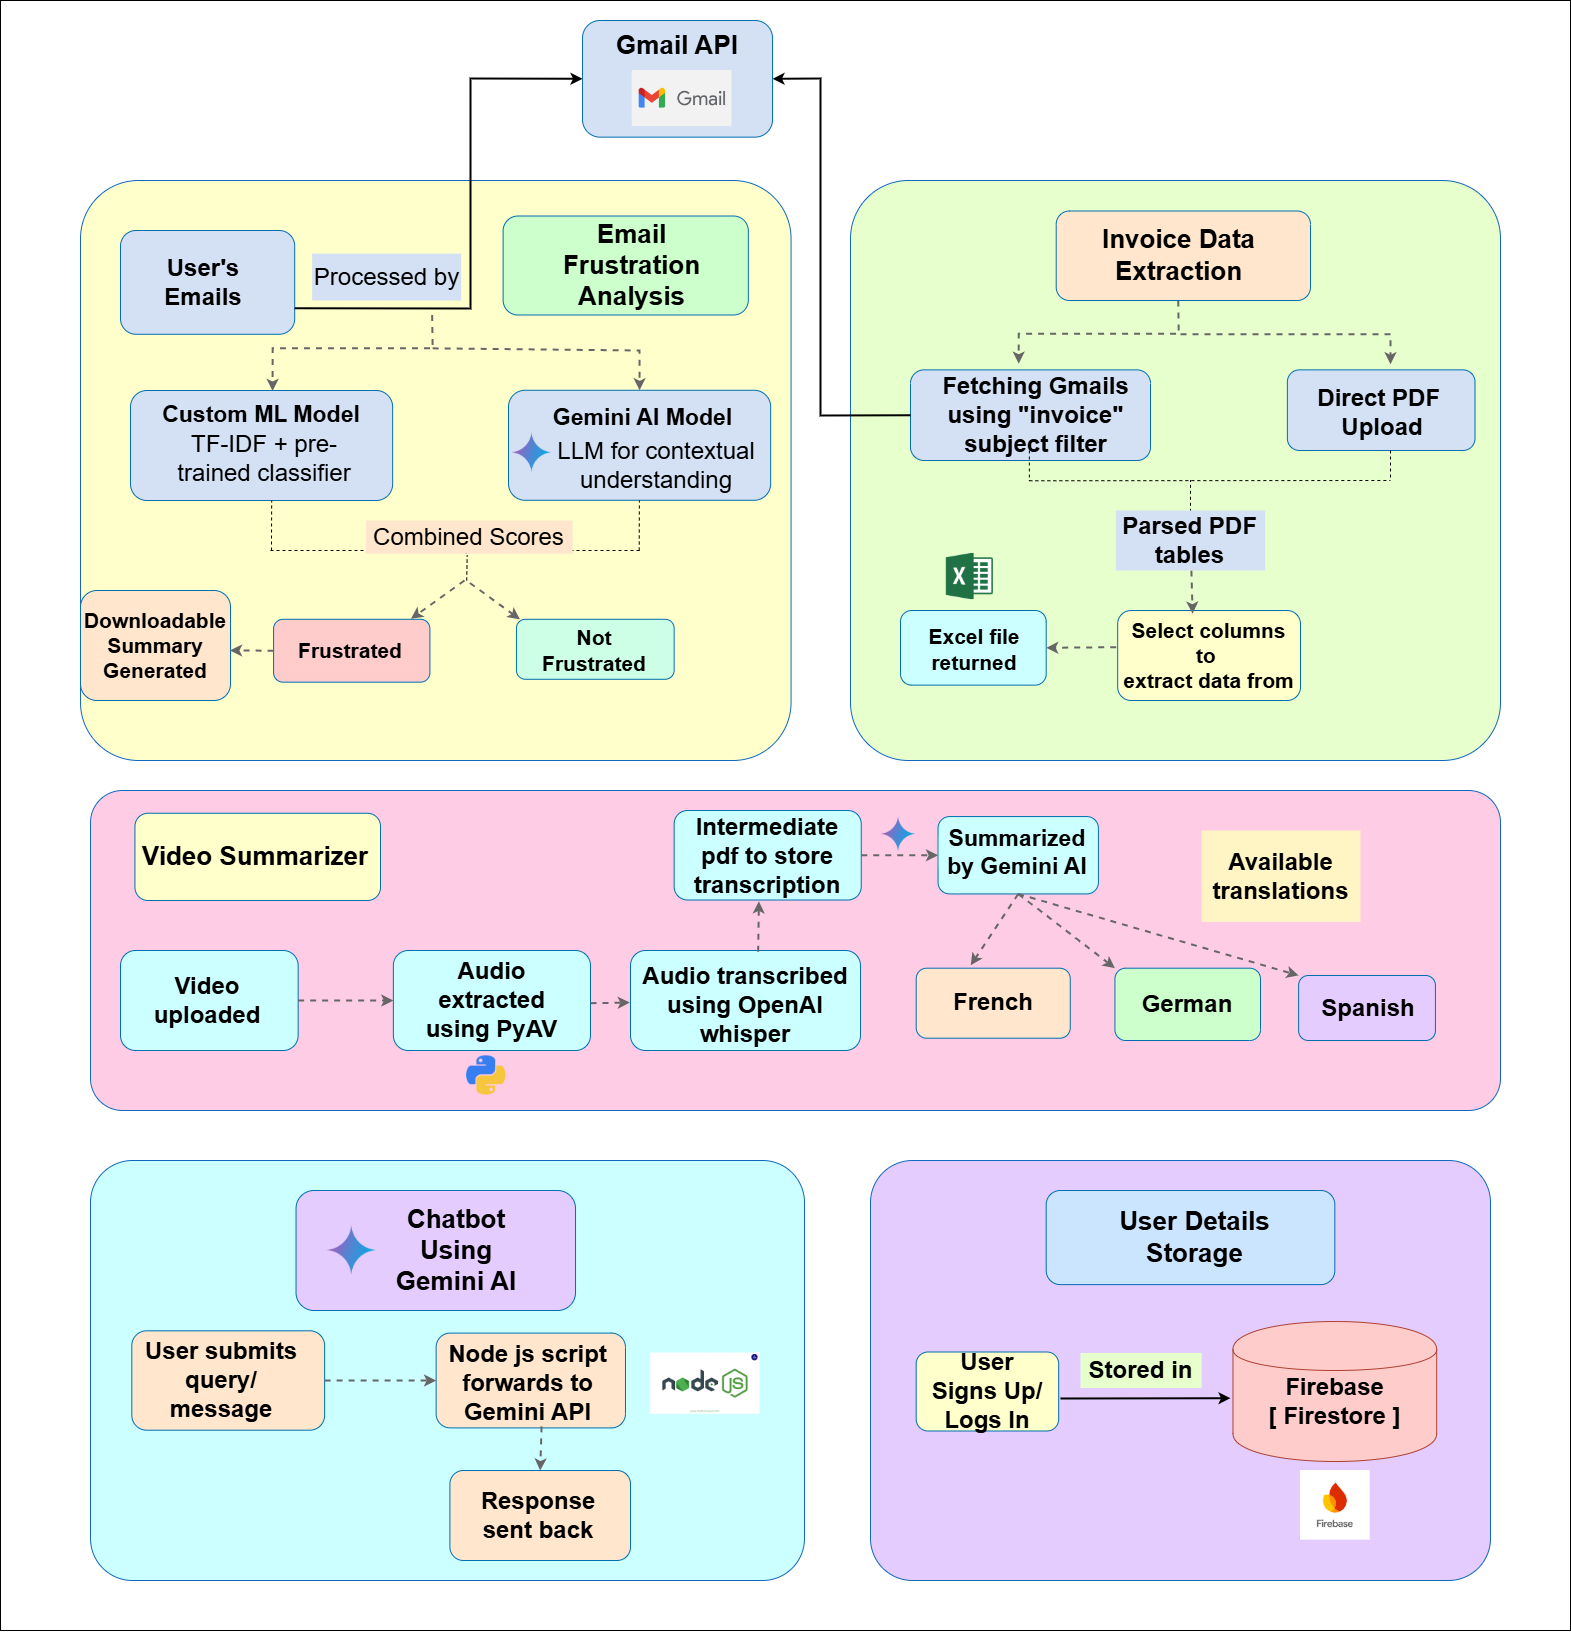 Gmail API
Gmail
User's
Emails
Processed by
Email
Frustration
Analysis
Custom ML Model
TF-IDF + pre-
trained classifier
Gemini AI Model
LLM for contextual
understanding
Combined Scores
Downloadable
Summary
Generated
Frustrated
Not
Frustrated
Invoice Data
Extraction
Fetching Gmails
using "invoice"
subject filter
Direct PDF
Upload
Parsed PDF
tables
X
Excel file
returned
Select columns
to
extract data from
Video Summarizer
Intermediate
pdf to store
transcription
Summarized
by Gemini AI
Available
translations
Video
uploaded
Audio
extracted
using PyAV
Audio transcribed
using OpenAI
whisper
French
German
Spanish
Chatbot
Using
Gemini AI
User submits
query/
message
Node js script
forwards to
Gemini API
node JS
Response
sent back
User Details
Storage
User
Signs Up/
Logs In
Stored in
Firebase
[ Firestore ]
Firebase